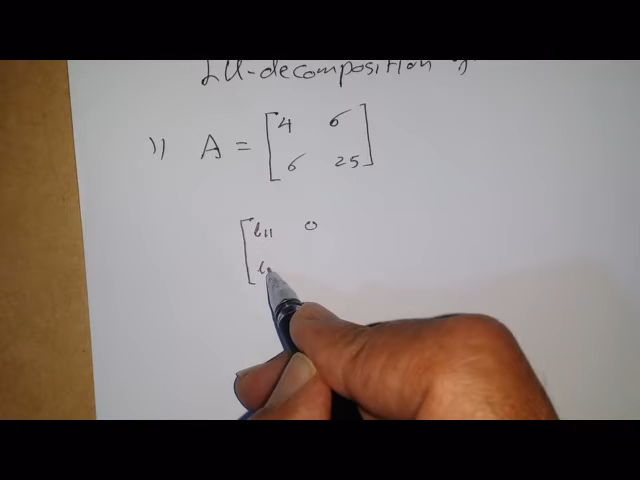 LU-decomposition
1) A = [4 6
6 25]
[l11 0
l